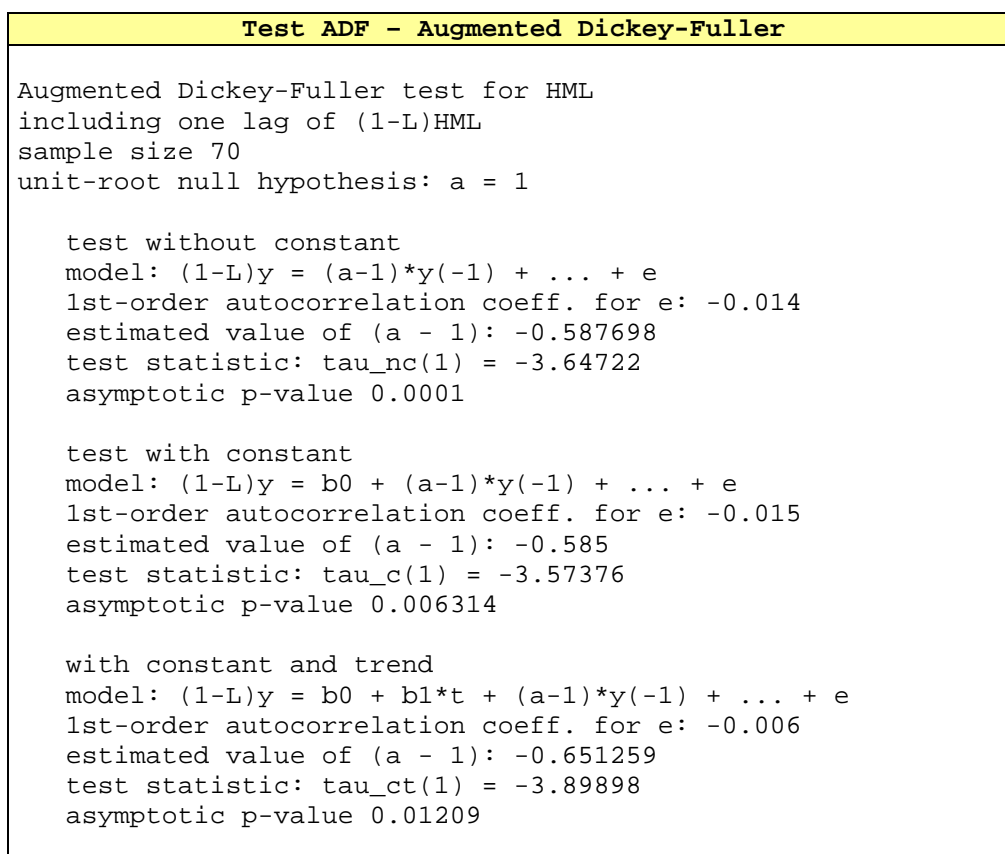 Test ADF – Augmented Dickey-Fuller
Augmented Dickey-Fuller test for HML
including one lag of (1-L)HML
sample size 70
unit-root null hypothesis: a = 1
test without constant
model: (1-L)y = (a-1)*y(-1) + ... + e
1st-order autocorrelation coeff. for e: -0.014
estimated value of (a - 1): -0.587698
test statistic: tau_nc(1) = -3.64722
asymptotic p-value 0.0001
test with constant
model: (1-L)y = b0 + (a-1)*y(-1) + ... + e
1st-order autocorrelation coeff. for e: -0.015
estimated value of (a - 1): -0.585
test statistic: tau_c(1) = -3.57376
asymptotic p-value 0.006314
with constant and trend
model: (1-L)y = b0 + b1*t + (a-1)*y(-1) + ... + e
1st-order autocorrelation coeff. for e: -0.006
estimated value of (a - 1): -0.651259
test statistic: tau_ct(1) = -3.89898
asymptotic p-value 0.01209